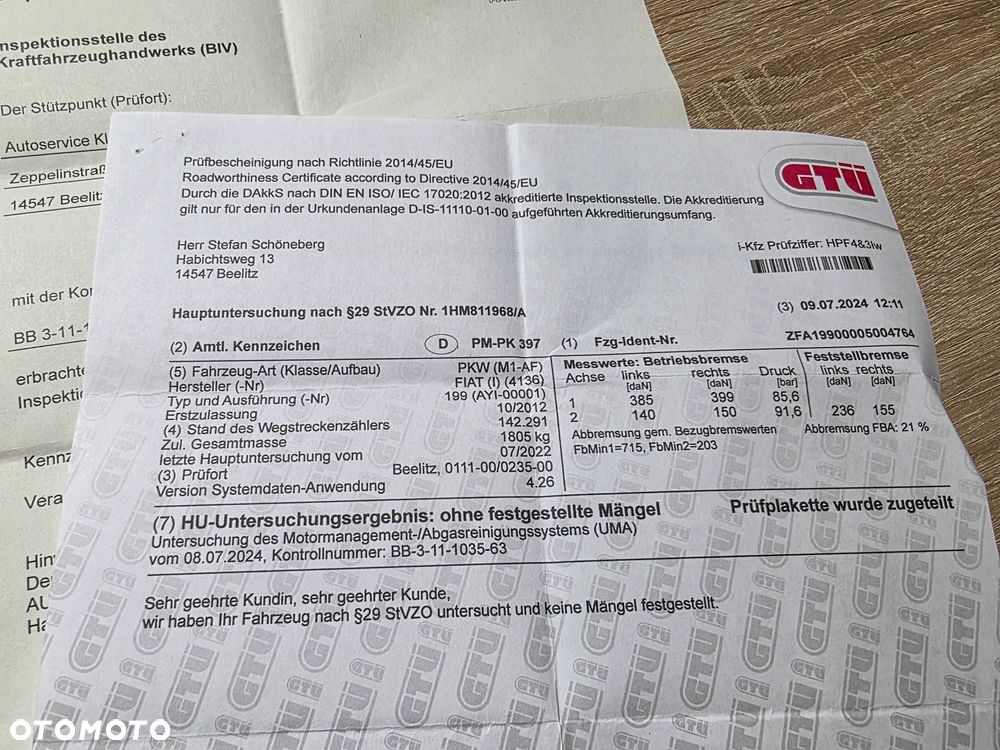 nspektionsstelle des
Kraftfahrzeughandwerks (BIV)
Der Stützpunkt (Prüfort):
Autoservice Kl
Zeppelinstraß
14547 Beelitz
mit der Kor
BB 3-11-1
erbrachte
Inspektio
Kennz
Vera
Hin
De
AU
Ha
Prüfbescheinigung nach Richtlinie 2014/45/EU
Roadworthiness Certificate according to Directive 2014/45/EU
Durch die DAkkS nach DIN EN ISO/ IEC 17020:2012 akkreditierte Inspektionsstelle. Die Akkreditierung
gilt nur für den in der Urkundenanlage D-IS-11110-01-00 aufgeführten Akkreditierungsumfang.
GTÜ
Herr Stefan Schöneberg
Habichtsweg 13
14547 Beelitz
i-Kfz Prüfziffer: HPF4&3lw
(3) 09.07.2024 12:11
Hauptuntersuchung nach §29 StVZO Nr. 1HM811968/A
(2) Amtl. Kennzeichen D PM-PK 397 (1) Fzg-Ident-Nr. ZFA19900005004764
(5) Fahrzeug-Art (Klasse/Aufbau) PKW (M1-AF)
Hersteller (-Nr) FIAT (I) (4136)
Typ und Ausführung (-Nr) 199 (AYI-00001)
Erstzulassung 10/2012
(4) Stand des Wegstreckenzählers 142.291
Zul. Gesamtmasse 1805 kg
letzte Hauptuntersuchung vom 07/2022
(3) Prüfort Beelitz, 0111-00/0235-00
Version Systemdaten-Anwendung 4.26
Messwerte: Betriebsbremse Feststellbremse
Achse links rechts Druck links rechts
[daN] [daN] [bar] [daN] [daN]
1 385 399 85,6
2 140 150 91,6 236 155
Abbremsung gem. Bezugbremswerten Abbremsung FBA: 21 %
FbMin1=715, FbMin2=203
(7) HU-Untersuchungsergebnis: ohne festgestellte Mängel Prüfplakette wurde zugeteilt
Untersuchung des Motormanagement-/Abgasreinigungssystems (UMA)
vom 08.07.2024, Kontrollnummer: BB-3-11-1035-63
Sehr geehrte Kundin, sehr geehrter Kunde,
wir haben Ihr Fahrzeug nach §29 StVZO untersucht und keine Mängel festgestellt.
OTOMOTO